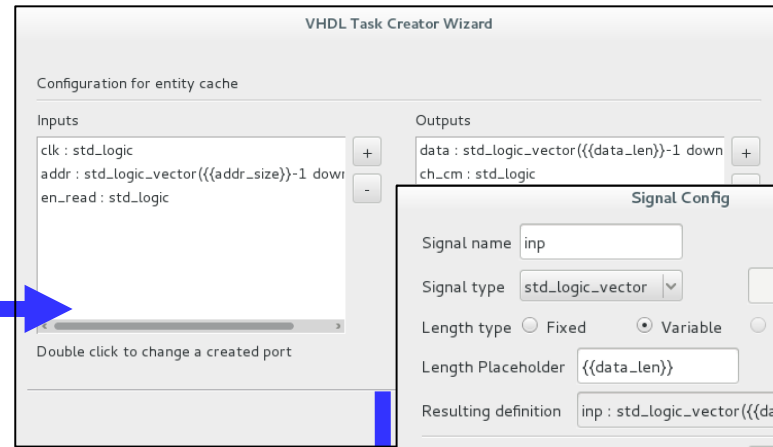 VHDL Task Creator Wizard
Configuration for entity cache
Inputs
clk : std_logic
addr : std_logic_vector({{addr_size}}-1 dow
en_read : std_logic
+
-
Double click to change a created port
Outputs
data : std_logic_vector({{data_len}}-1 down
ch_cm : std_logic
+
Signal Config
Signal name inp
Signal type std_logic_vector
Length type Fixed Variable
Length Placeholder {{data_len}}
Resulting definition inp : std_logic_vector({{da